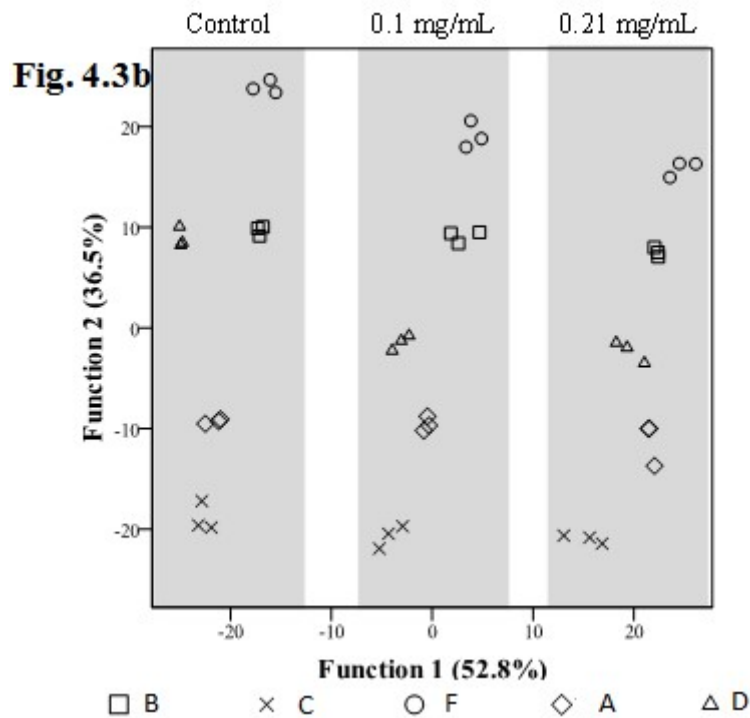 Control 0.1 mg/mL 0.21 mg/mL
Fig. 4.3b
20
10
0
-10
-20
Function 2 (36.5%)
-20 -10 0 10 20
Function 1 (52.8%)
B C F A D